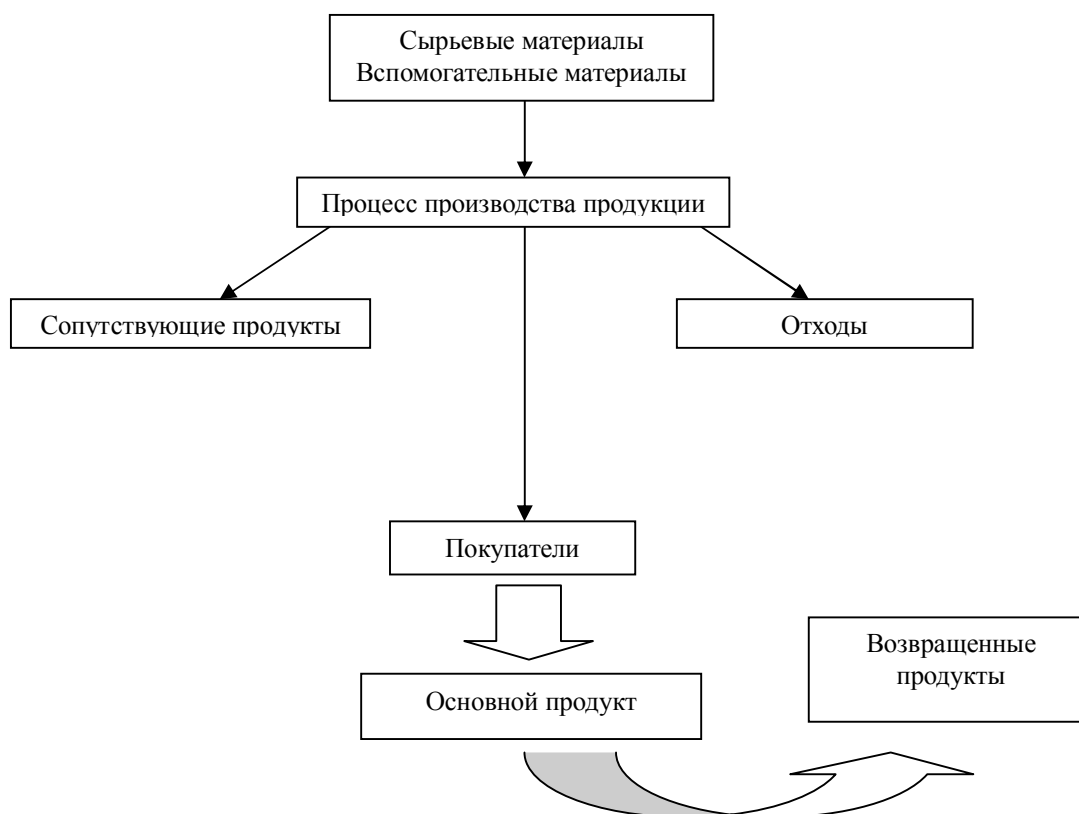 Сырьевые материалы
Вспомогательные материалы
Процесс производства продукции
Сопутствующие продукты
Отходы
Покупатели
Возвращенные
продукты
Основной продукт